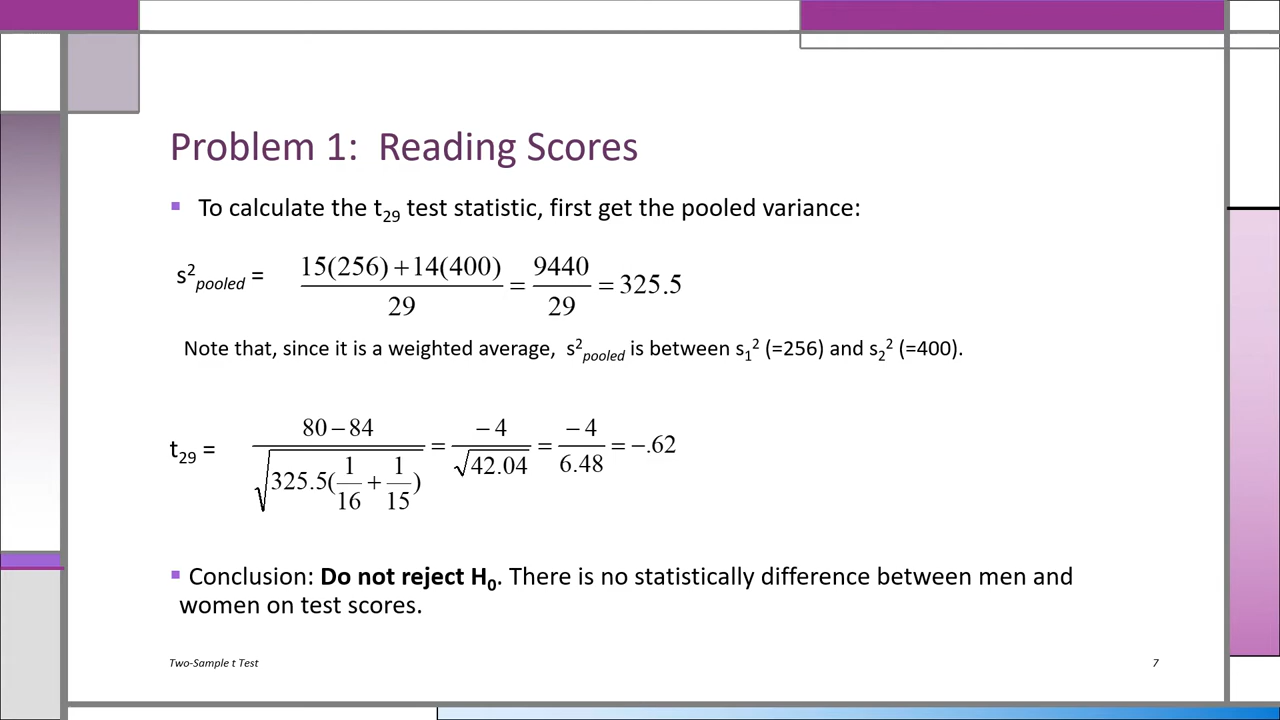 Problem 1: Reading Scores
▪ To calculate the t₂₉ test statistic, first get the pooled variance:
s²pooled = (15(256) + 14(400)) / 29 = 9440 / 29 = 325.5
Note that, since it is a weighted average, s²pooled is between s₁² (=256) and s₂² (=400).
t₂₉ = (80 – 84) / √(325.5(1/16 + 1/15)) = –4 / √42.04 = –4 / 6.48 = –.62
▪ Conclusion: Do not reject H₀. There is no statistically difference between men and
women on test scores.
Two-Sample t Test
7